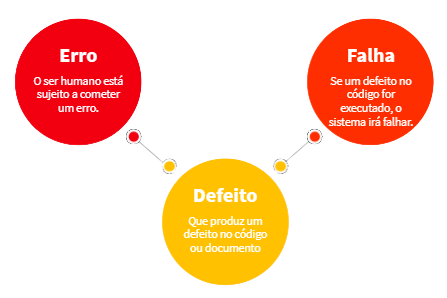 Erro
O ser humano está
sujeito a cometer
um erro.
Defeito
Que produz um
defeito no código
ou documento
Falha
Se um defeito no
código for
executado, o
sistema irá falhar.